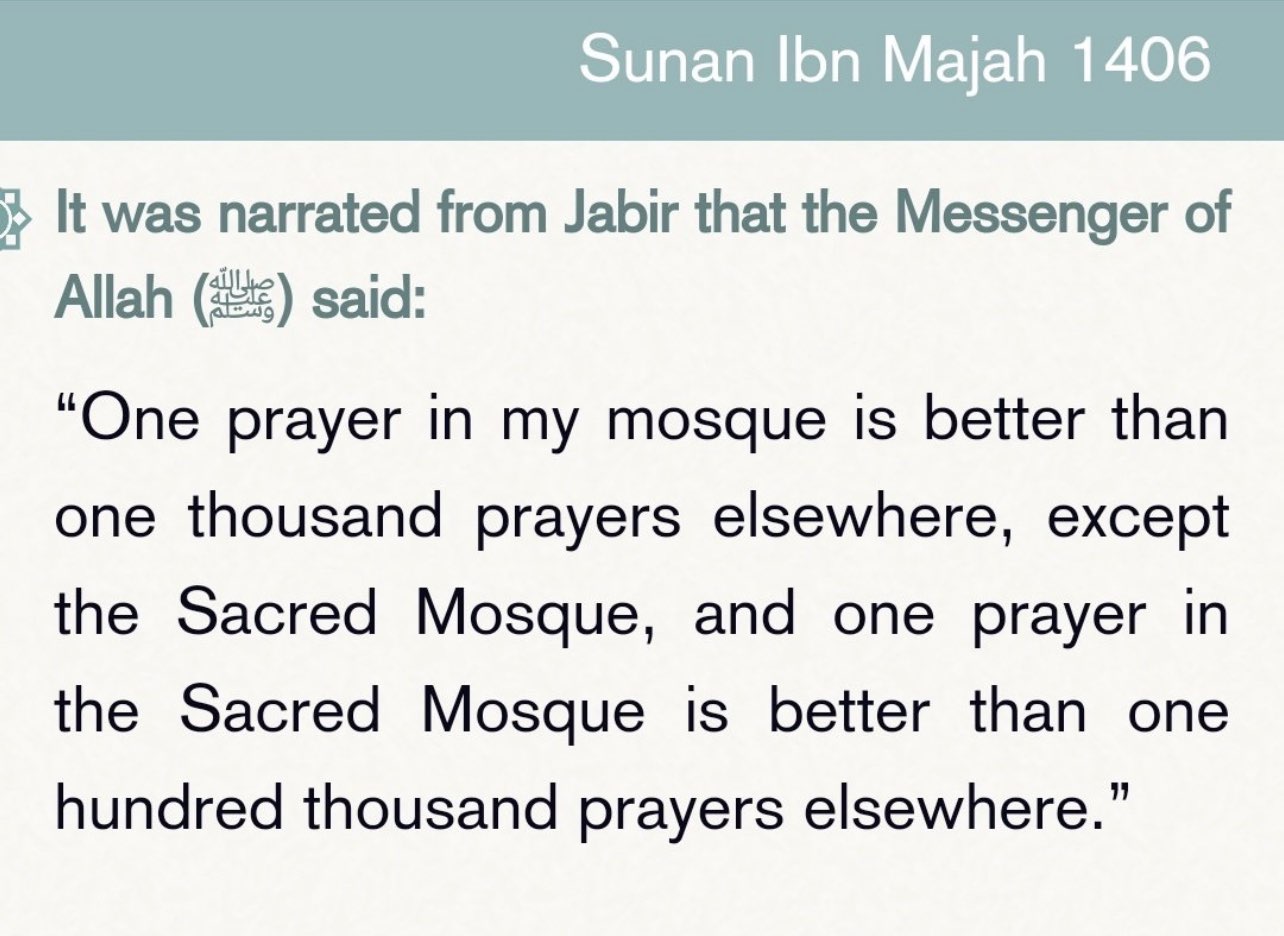 Sunan Ibn Majah 1406
It was narrated from Jabir that the Messenger of
Allah (ﷺ) said:
“One prayer in my mosque is better than
one thousand prayers elsewhere, except
the Sacred Mosque, and one prayer in
the Sacred Mosque is better than one
hundred thousand prayers elsewhere.”